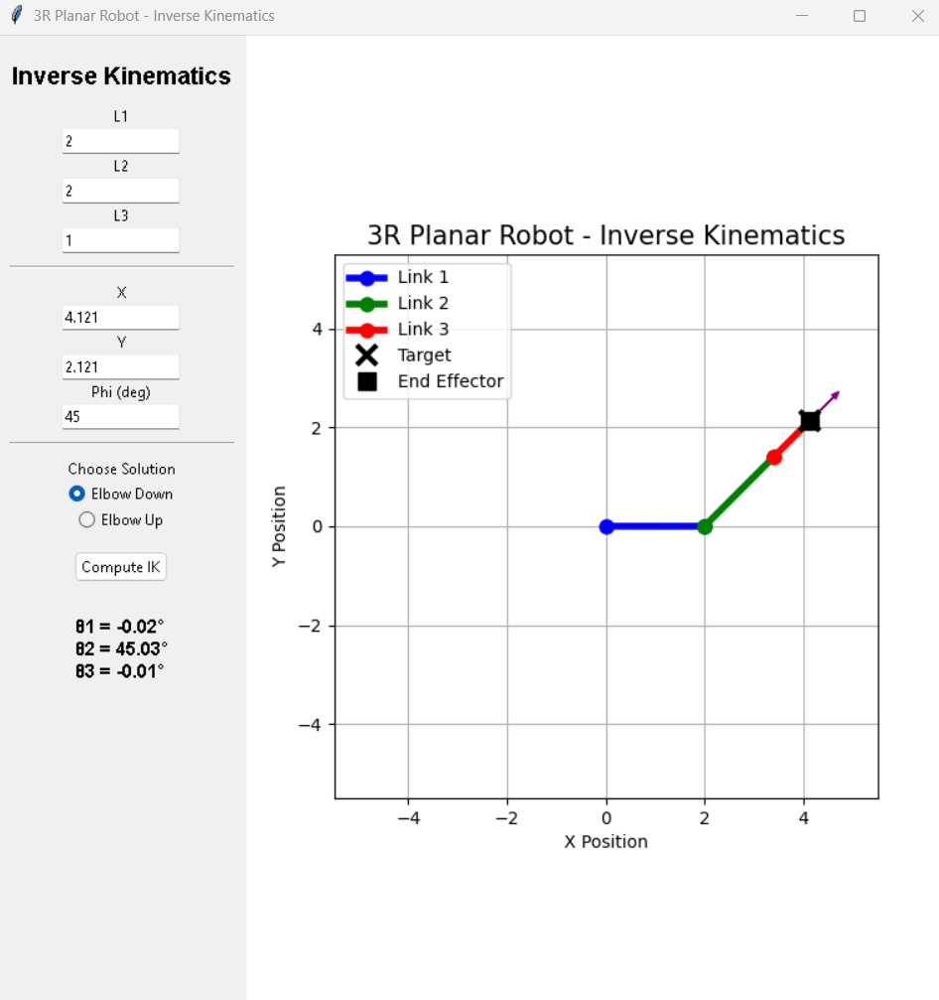 3R Planar Robot - Inverse Kinematics
Inverse Kinematics
L1
2
L2
2
L3
1
X
4.121
Y
2.121
Phi (deg)
45
Choose Solution
Elbow Down
Elbow Up
Compute IK
θ1 = -0.02°
θ2 = 45.03°
θ3 = -0.01°
3R Planar Robot - Inverse Kinematics
Link 1
Link 2
Link 3
Target
End Effector
Y Position
4
2
0
−2
−4
−4 −2 0 2 4
X Position